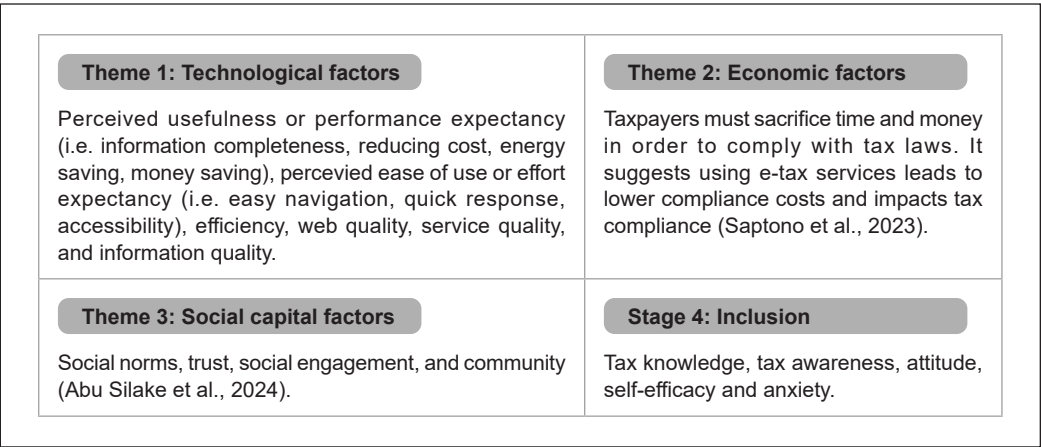 Theme 1: Technological factors
Perceived usefulness or performance expectancy
(i.e. information completeness, reducing cost, energy
saving, money saving), percevied ease of use or effort
expectancy (i.e. easy navigation, quick response,
accessibility), efficiency, web quality, service quality,
and information quality.
Theme 2: Economic factors
Taxpayers must sacrifice time and money
in order to comply with tax laws. It
suggests using e-tax services leads to
lower compliance costs and impacts tax
compliance (Saptono et al., 2023).
Theme 3: Social capital factors
Social norms, trust, social engagement, and community
(Abu Silake et al., 2024).
Stage 4: Inclusion
Tax knowledge, tax awareness, attitude,
self-efficacy and anxiety.